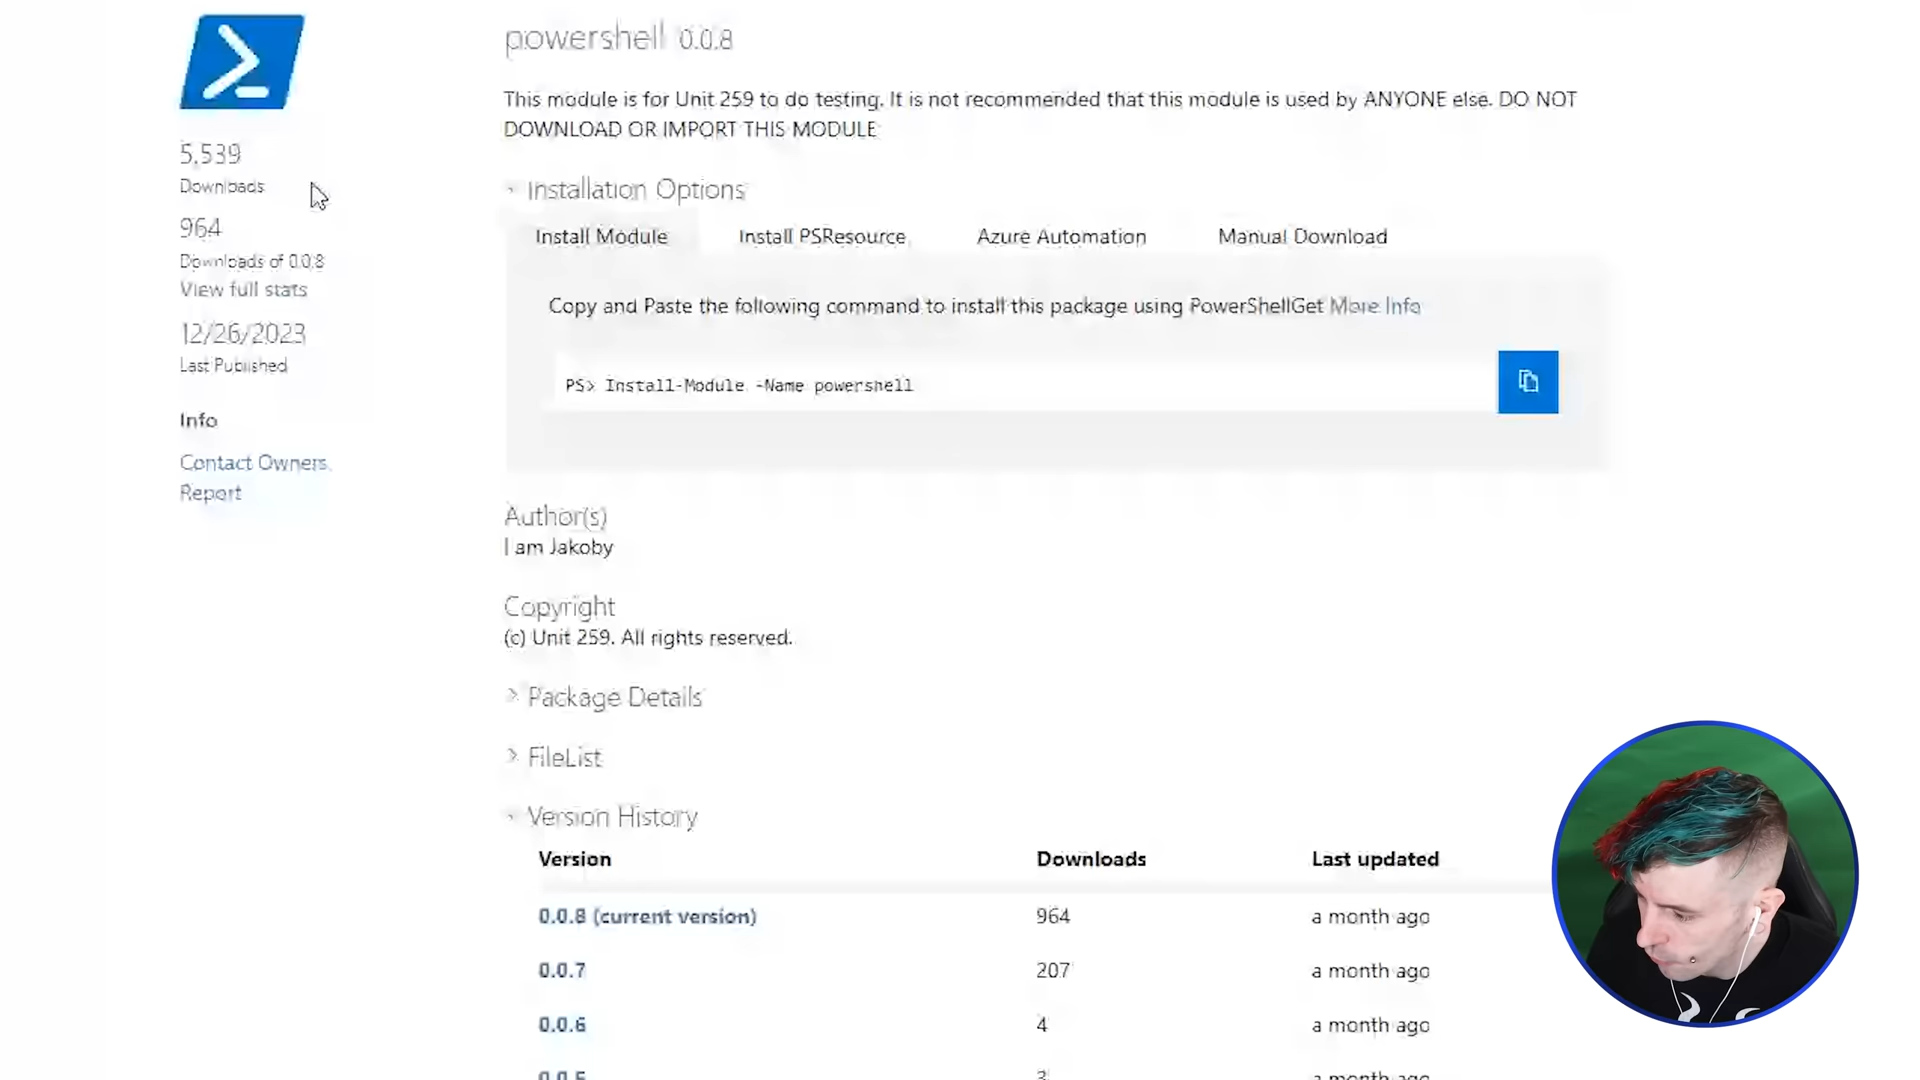 powershell 0.0.8
This module is for Unit 259 to do testing. It is not recommended that this module is used by ANYONE else. DO NOT
DOWNLOAD OR IMPORT THIS MODULE
5,539
Downloads
964
Downloads of 0.0.8
View full stats
12/26/2023
Last Published
Info
Contact Owners
Report
Installation Options
Install Module
Install PSResource
Azure Automation
Manual Download
Copy and Paste the following command to install this package using PowerShellGet More Info
PS> Install-Module -Name powershell
Author(s)
I am Jakoby
Copyright
(c) Unit 259. All rights reserved.
Package Details
FileList
Version History
Version Downloads Last updated
0.0.8 (current version) 964 a month ago
0.0.7 207 a month ago
0.0.6 4 a month ago